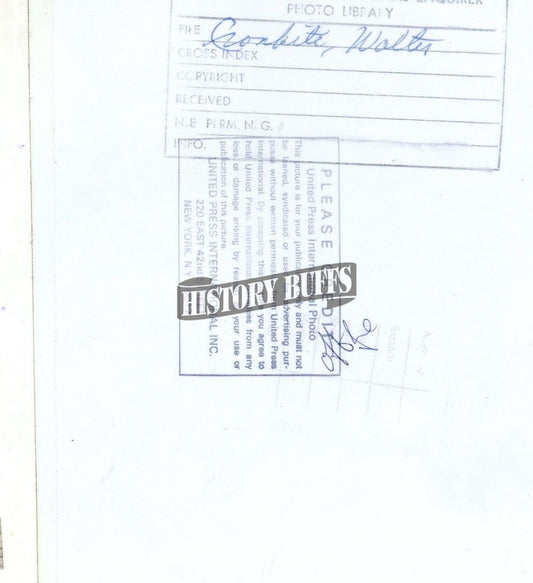 ENQUIRER
PHOTO LIBRARY
FILE Cronkite, Walter
CROSS INDEX
COPYRIGHT
RECEIVED
N.E. PERM. N.G.
INFO.
PLEASE CREDIT
United Press International Photo
This picture is for your publication only and must not
be loaned, syndicated or used for advertising pur-
poses without written permission from United Press
International. By accepting this picture you agree to
hold United Press International harmless from any
loss or damage arising by reason of your use or
publication of this picture.
UNITED PRESS INTERNATIONAL INC.
220 EAST 42nd
NEW YORK, N.Y.
HISTORY BUFFS